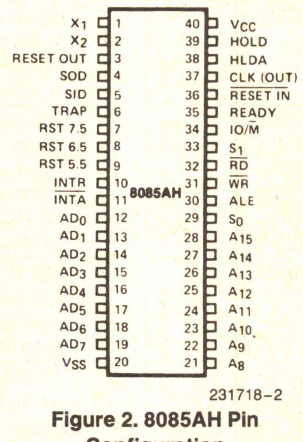 X1 1 40 VCC
X2 2 39 HOLD
RESET OUT 3 38 HLDA
SOD 4 37 CLK (OUT)
SID 5 36 RESET IN
TRAP 6 35 READY
RST 7.5 7 34 IO/M
RST 6.5 8 33 S1
RST 5.5 9 32 RD
INTR 10 8085AH 31 WR
INTA 11 30 ALE
AD0 12 29 S0
AD1 13 28 A15
AD2 14 27 A14
AD3 15 26 A13
AD4 16 25 A12
AD5 17 24 A11
AD6 18 23 A10
AD7 19 22 A9
VSS 20 21 A8
231718-2
Figure 2. 8085AH Pin
Configuration